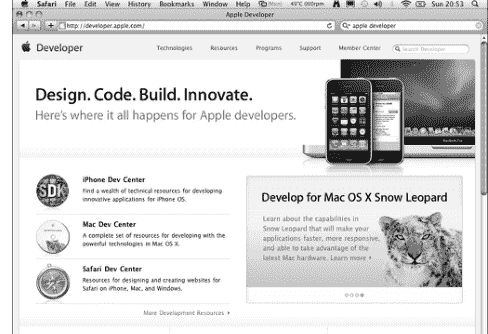 Safari File Edit View History Bookmarks Window Help Sun 20:53
Apple Developer
http://developer.apple.com/ apple developer
Developer Technologies Resources Programs Support Member Center Search Developer
Design. Code. Build. Innovate.
Here's where it all happens for Apple developers.
SDK
iPhone Dev Center
Find a wealth of technical resources for developing
innovative applications for iPhone OS.
Mac Dev Center
A complete set of resources for developing with the
powerful technologies in Mac OS X.
Safari Dev Center
Resources for designing and creating websites for
Safari on iPhone, Mac, and Windows.
More Development Resources
Develop for Mac OS X Snow Leopard
Learn about the capabilities in
Snow Leopard that will make your
applications faster, more responsive,
and able to take advantage of the
latest Mac hardware. Learn more